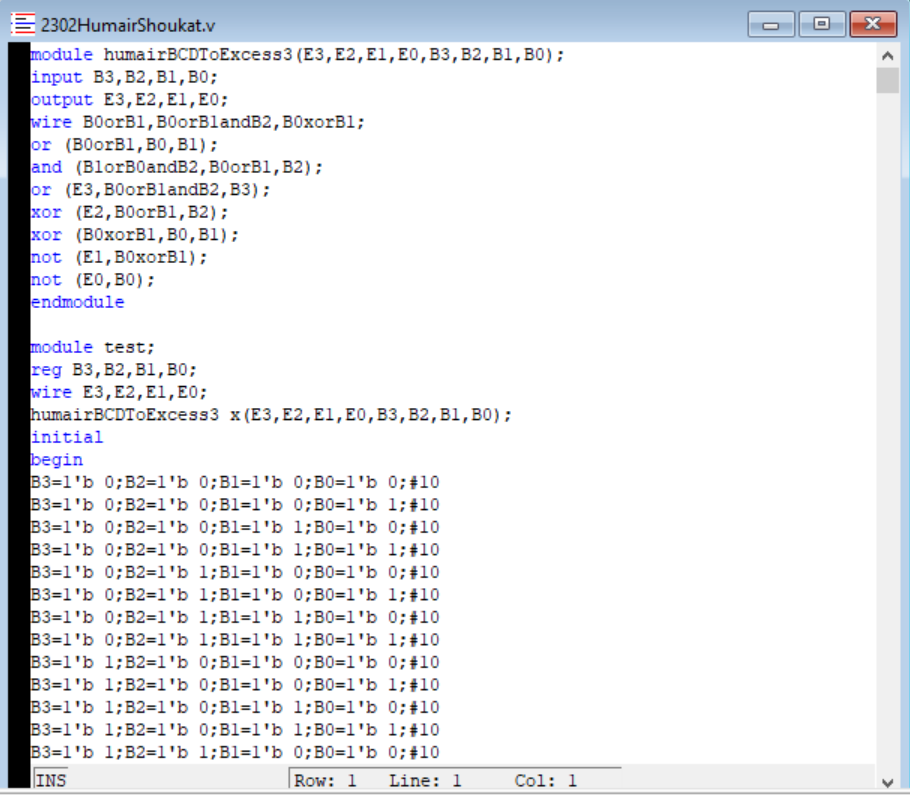 2302HumairShoukat.v
module humairBCDToExcess3(E3,E2,E1,E0,B3,B2,B1,B0);
input B3,B2,B1,B0;
output E3,E2,E1,E0;
wire B0orB1,B0orB1andB2,B0xorB1;
or (B0orB1,B0,B1);
and (B1orB0andB2,B0orB1,B2);
or (E3,B0orB1andB2,B3);
xor (E2,B0orB1,B2);
xor (B0xorB1,B0,B1);
not (E1,B0xorB1);
not (E0,B0);
endmodule
module test;
reg B3,B2,B1,B0;
wire E3,E2,E1,E0;
humairBCDToExcess3 x(E3,E2,E1,E0,B3,B2,B1,B0);
initial
begin
B3=1'b 0;B2=1'b 0;B1=1'b 0;B0=1'b 0;#10
B3=1'b 0;B2=1'b 0;B1=1'b 0;B0=1'b 1;#10
B3=1'b 0;B2=1'b 0;B1=1'b 1;B0=1'b 0;#10
B3=1'b 0;B2=1'b 0;B1=1'b 1;B0=1'b 1;#10
B3=1'b 0;B2=1'b 1;B1=1'b 0;B0=1'b 0;#10
B3=1'b 0;B2=1'b 1;B1=1'b 0;B0=1'b 1;#10
B3=1'b 0;B2=1'b 1;B1=1'b 1;B0=1'b 0;#10
B3=1'b 0;B2=1'b 1;B1=1'b 1;B0=1'b 1;#10
B3=1'b 1;B2=1'b 0;B1=1'b 0;B0=1'b 0;#10
B3=1'b 1;B2=1'b 0;B1=1'b 0;B0=1'b 1;#10
B3=1'b 1;B2=1'b 0;B1=1'b 1;B0=1'b 0;#10
B3=1'b 1;B2=1'b 0;B1=1'b 1;B0=1'b 1;#10
B3=1'b 1;B2=1'b 1;B1=1'b 0;B0=1'b 0;#10
INS Row: 1 Line: 1 Col: 1